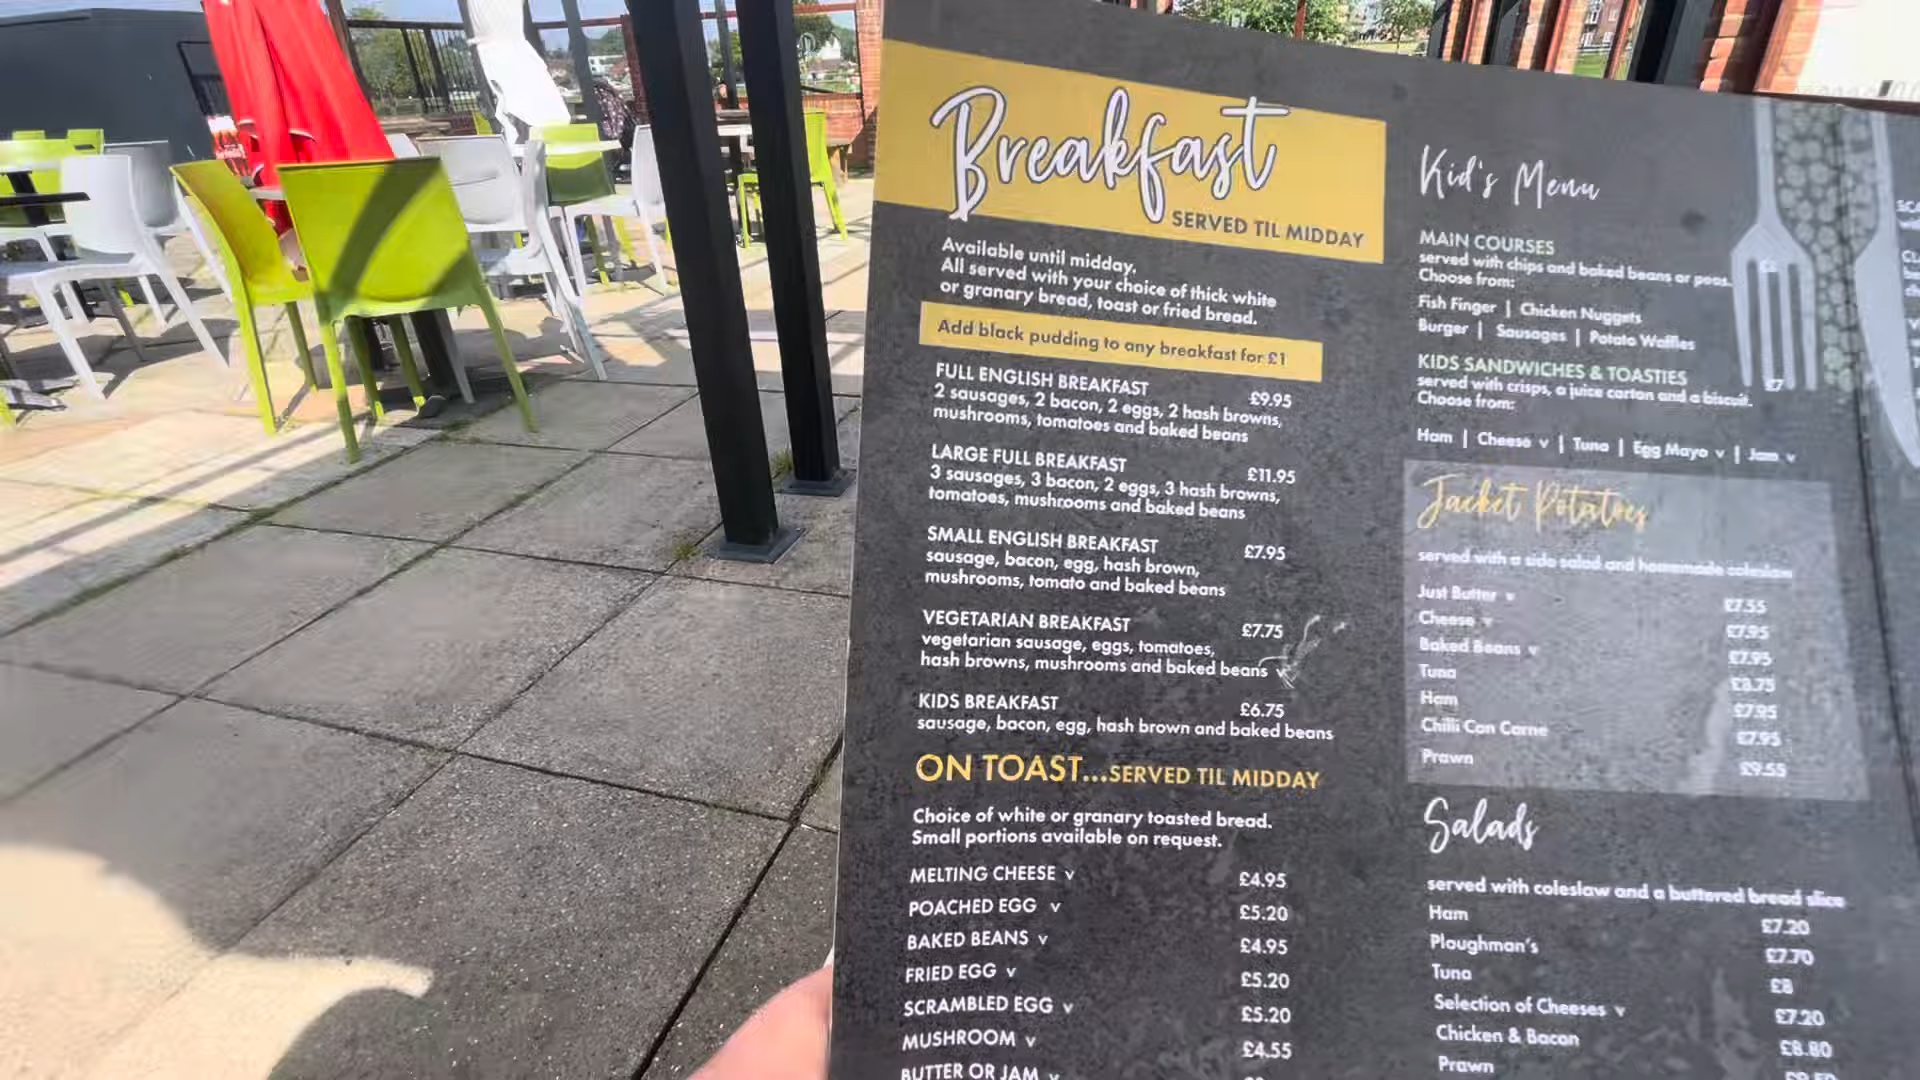 Breakfast
SERVED TIL MIDDAY
Available until midday.
All served with your choice of thick white
or granary bread, toast or fried bread.
Add black pudding to any breakfast for £1
FULL ENGLISH BREAKFAST £9.95
2 sausages, 2 bacon, 2 eggs, 2 hash browns,
mushrooms, tomatoes and baked beans
LARGE FULL BREAKFAST £11.95
3 sausages, 3 bacon, 2 eggs, 3 hash browns,
tomatoes, mushrooms and baked beans
SMALL ENGLISH BREAKFAST £7.95
sausage, bacon, egg, hash brown,
mushrooms, tomato and baked beans
VEGETARIAN BREAKFAST £7.75
vegetarian sausage, eggs, tomatoes,
hash browns, mushrooms and baked beans v
KIDS BREAKFAST £6.75
sausage, bacon, egg, hash brown and baked beans
ON TOAST...SERVED TIL MIDDAY
Choice of white or granary toasted bread.
Small portions available on request.
MELTING CHEESE v £4.95
POACHED EGG v £5.20
BAKED BEANS v £4.95
FRIED EGG v £5.20
SCRAMBLED EGG v £5.20
MUSHROOM v £4.55
BUTTER OR JAM v
Kid's Menu
MAIN COURSES
served with chips and baked beans or peas.
Choose from:
Fish Finger | Chicken Nuggets
Burger | Sausages | Potato Waffles
KIDS SANDWICHES & TOASTIES £7
served with crisps, a juice carton and a biscuit.
Choose from:
Ham | Cheese v | Tuna | Egg Mayo v | Jam v
Jacket Potatoes
served with a side salad and homemade coleslaw
Just Butter v £7.55
Cheese v £7.95
Baked Beans v £7.95
Tuna £8.75
Ham £7.95
Chilli Con Carne £7.95
Prawn £9.55
Salads
served with coleslaw and a buttered bread slice
Ham £7.20
Ploughman's £7.70
Tuna £8
Selection of Cheeses v £7.20
Chicken & Bacon £8.80
Prawn